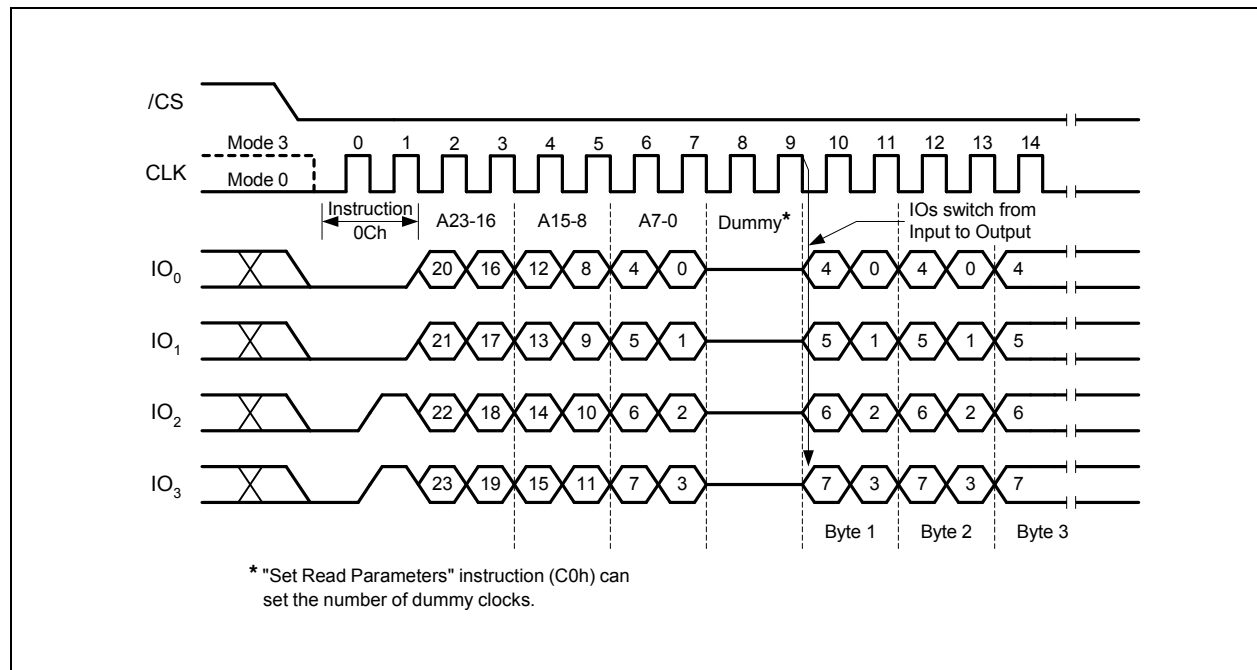 /CS
Mode 3 0 1 2 3 4 5 6 7 8 9 10 11 12 13 14
CLK
Mode 0
Instruction
0Ch
A23-16 A15-8 A7-0 Dummy*
IOs switch from
Input to Output
IO0 20 16 12 8 4 0 4 0 4 0 4
IO1 21 17 13 9 5 1 5 1 5 1 5
IO2 22 18 14 10 6 2 6 2 6 2 6
IO3 23 19 15 11 7 3 7 3 7 3 7
Byte 1 Byte 2 Byte 3
* "Set Read Parameters" instruction (C0h) can
set the number of dummy clocks.